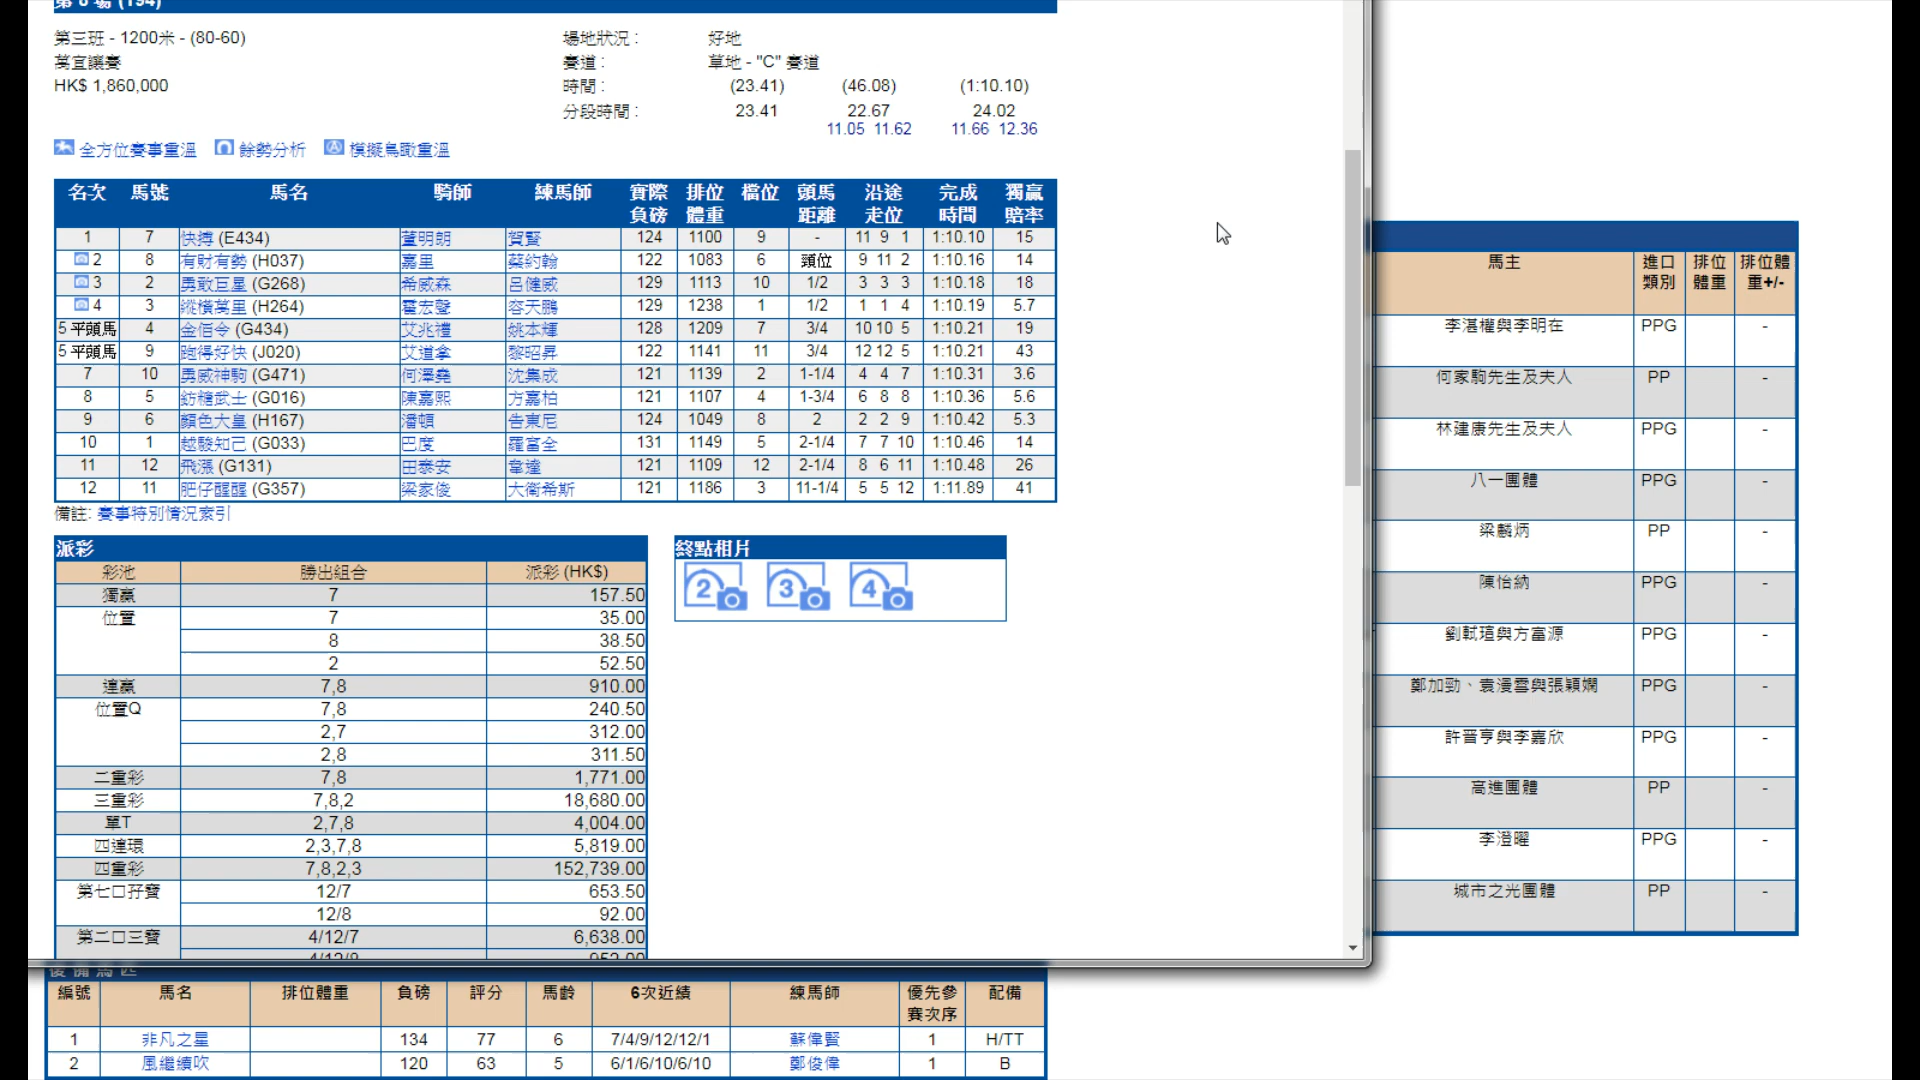 第 8 場 (194)
第三班 - 1200米 - (80-60) 場地狀況 : 好地
萬宜讓賽 賽道 : 草地 - "C" 賽道
HK$ 1,860,000 時間 : (23.41) (46.08) (1:10.10)
分段時間 : 23.41 22.67 24.02
11.05 11.62 11.66 12.36
全方位賽事重溫 餘勢分析 模擬鳥瞰重溫
名次 馬號 馬名 騎師 練馬師 實際負磅 排位體重 檔位 頭馬距離 沿途走位 完成時間 獨贏賠率
1 7 快搏 (E434) 董明朗 賀賢 124 1100 9 - 11 9 1 1:10.10 15
2 8 有財有勢 (H037) 嘉里 蔡約翰 122 1083 6 頸位 9 11 2 1:10.16 14
3 2 勇敢巨星 (G268) 希威森 呂健威 129 1113 10 1/2 3 3 3 1:10.18 18
4 3 縱橫萬里 (H264) 霍宏聲 容天鵬 129 1238 1 1/2 1 1 4 1:10.19 5.7
5 平頭馬 4 金佰令 (G434) 艾兆禮 姚本輝 128 1209 7 3/4 10 10 5 1:10.21 19
5 平頭馬 9 跑得好快 (J020) 艾道拿 黎昭昇 122 1141 11 3/4 12 12 5 1:10.21 43
7 10 勇威神駒 (G471) 何澤堯 沈集成 121 1139 2 1-1/4 4 4 7 1:10.31 3.6
8 5 紡織武士 (G016) 陳嘉熙 方嘉柏 121 1107 4 1-3/4 6 8 8 1:10.36 5.6
9 6 顏色大皇 (H167) 潘頓 告東尼 124 1049 8 2 2 2 9 1:10.42 5.3
10 1 越駿知己 (G033) 巴度 羅富全 131 1149 5 2-1/4 7 7 10 1:10.46 14
11 12 飛漲 (G131) 田泰安 韋達 121 1109 12 2-1/4 8 6 11 1:10.48 26
12 11 肥仔醒醒 (G357) 梁家俊 大衛希斯 121 1186 3 11-1/4 5 5 12 1:11.89 41
備註: 賽事特別情況索引
派彩
彩池 勝出組合 派彩 (HK$)
獨贏 7 157.50
位置 7 35.00
8 38.50
2 52.50
連贏 7,8 910.00
位置Q 7,8 240.50
2,7 312.00
2,8 311.50
二重彩 7,8 1,771.00
三重彩 7,8,2 18,680.00
單T 2,7,8 4,004.00
四連環 2,3,7,8 5,819.00
四重彩 7,8,2,3 152,739.00
第七口孖寶 12/7 653.50
12/8 92.00
第二口三寶 4/12/7 6,638.00
4/12/8 952.00
終點相片
2 3 4
馬主 進口類別 排位體重 排位體重+/-
李湛權與李明在 PPG -
何家駒先生及夫人 PP -
林建康先生及夫人 PPG -
八一團體 PPG -
梁麟炳 PP -
陳怡納 PPG -
劉軾瑄與方富源 PPG -
鄭加勁、袁漫雪與張穎嫻 PPG -
許晉亨與李嘉欣 PPG -
高進團體 PP -
李澄曜 PPG -
城市之光團體 PP -
後備馬匹
編號 馬名 排位體重 負磅 評分 馬齡 6次近績 練馬師 優先參賽次序 配備
1 非凡之星 134 77 6 7/4/9/12/12/1 蘇偉賢 1 H/TT
2 風繼續吹 120 63 5 6/1/6/10/6/10 鄭俊偉 1 B